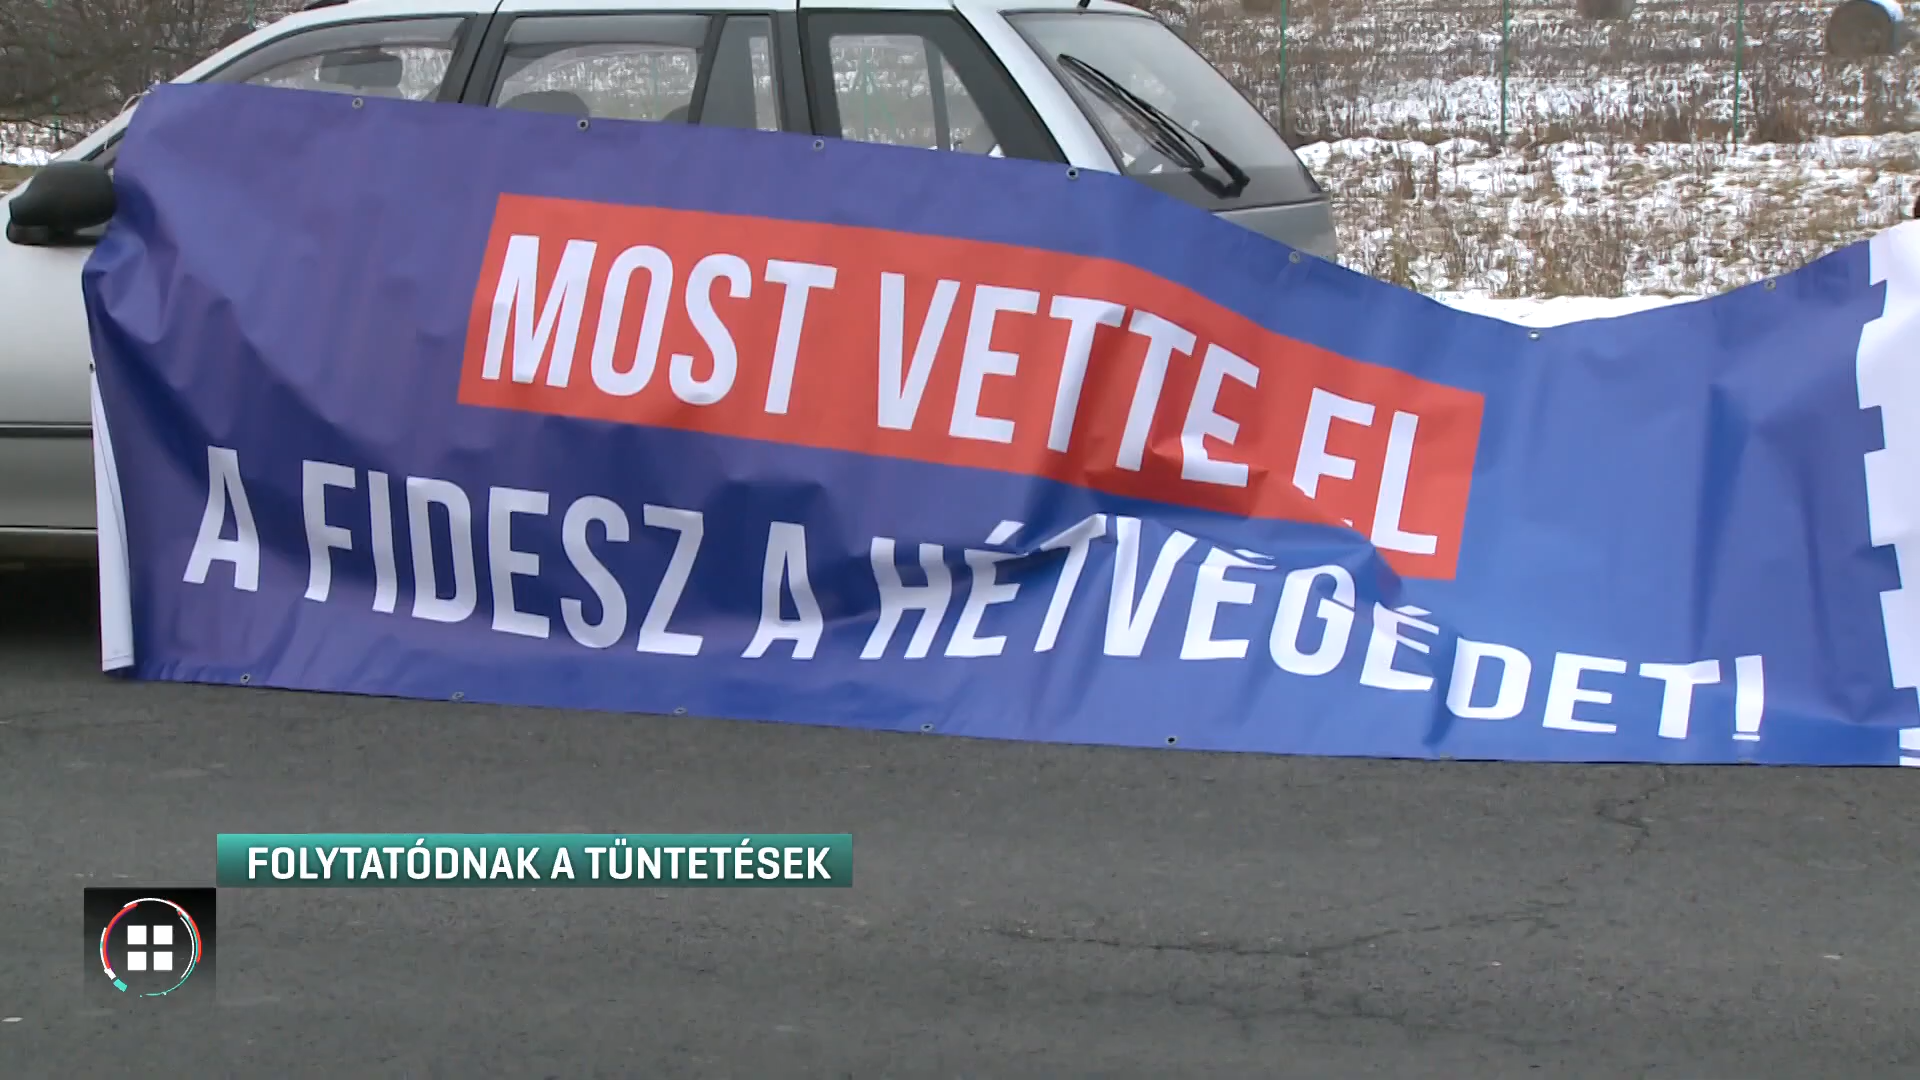 MOST VETTE EL
A FIDESZ A HÉTVÉGÉDET!
FOLYTATÓDNAK A TÜNTETÉSEK